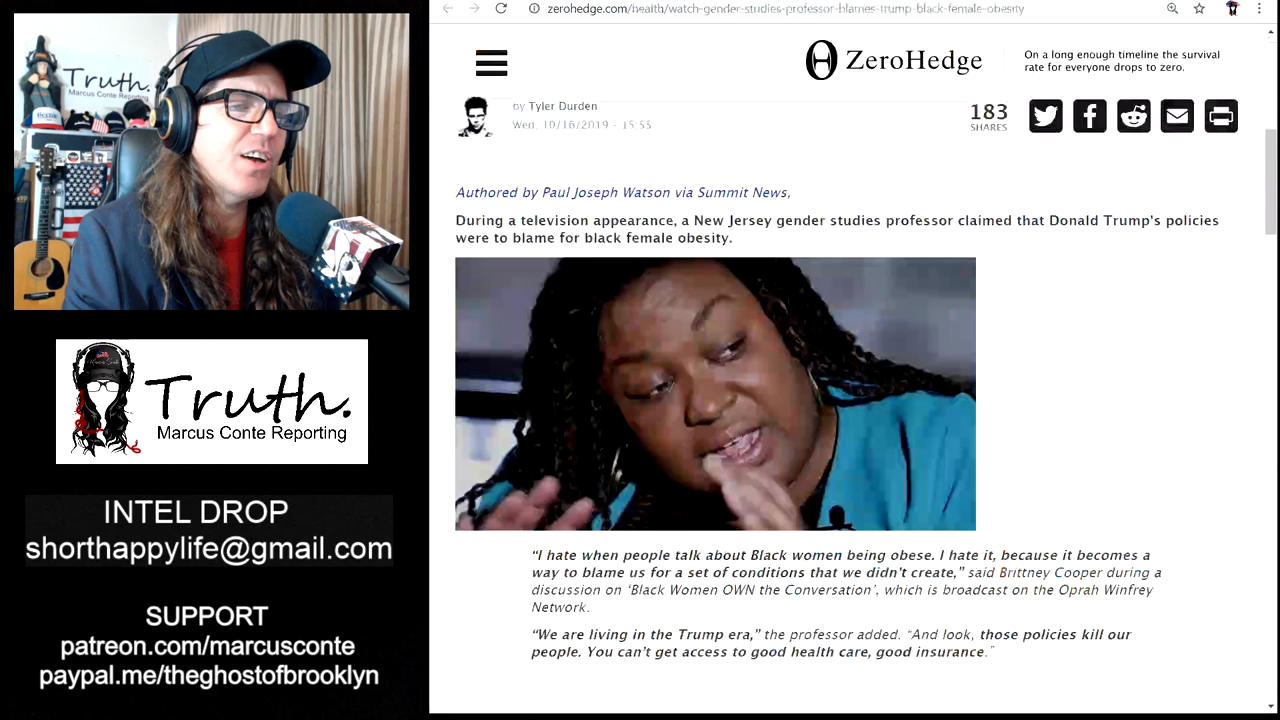 Truth.
Marcus Conte Reporting
Truth.
Marcus Conte Reporting
INTEL DROP
shorthappylife@gmail.com
SUPPORT
patreon.com/marcusconte
paypal.me/theghostofbrooklyn
zerohedge.com/health/watch-gender-studies-professor-blames-trump-black-female-obesity
ZeroHedge
On a long enough timeline the survival
rate for everyone drops to zero.
by Tyler Durden
Wed, 10/16/2019 - 15:55
183
SHARES
Authored by Paul Joseph Watson via Summit News,
During a television appearance, a New Jersey gender studies professor claimed that Donald Trump's policies
were to blame for black female obesity.
“I hate when people talk about Black women being obese. I hate it, because it becomes a
way to blame us for a set of conditions that we didn’t create,” said Brittney Cooper during a
discussion on ‘Black Women OWN the Conversation’, which is broadcast on the Oprah Winfrey
Network.
“We are living in the Trump era,” the professor added. “And look, those policies kill our
people. You can’t get access to good health care, good insurance.”